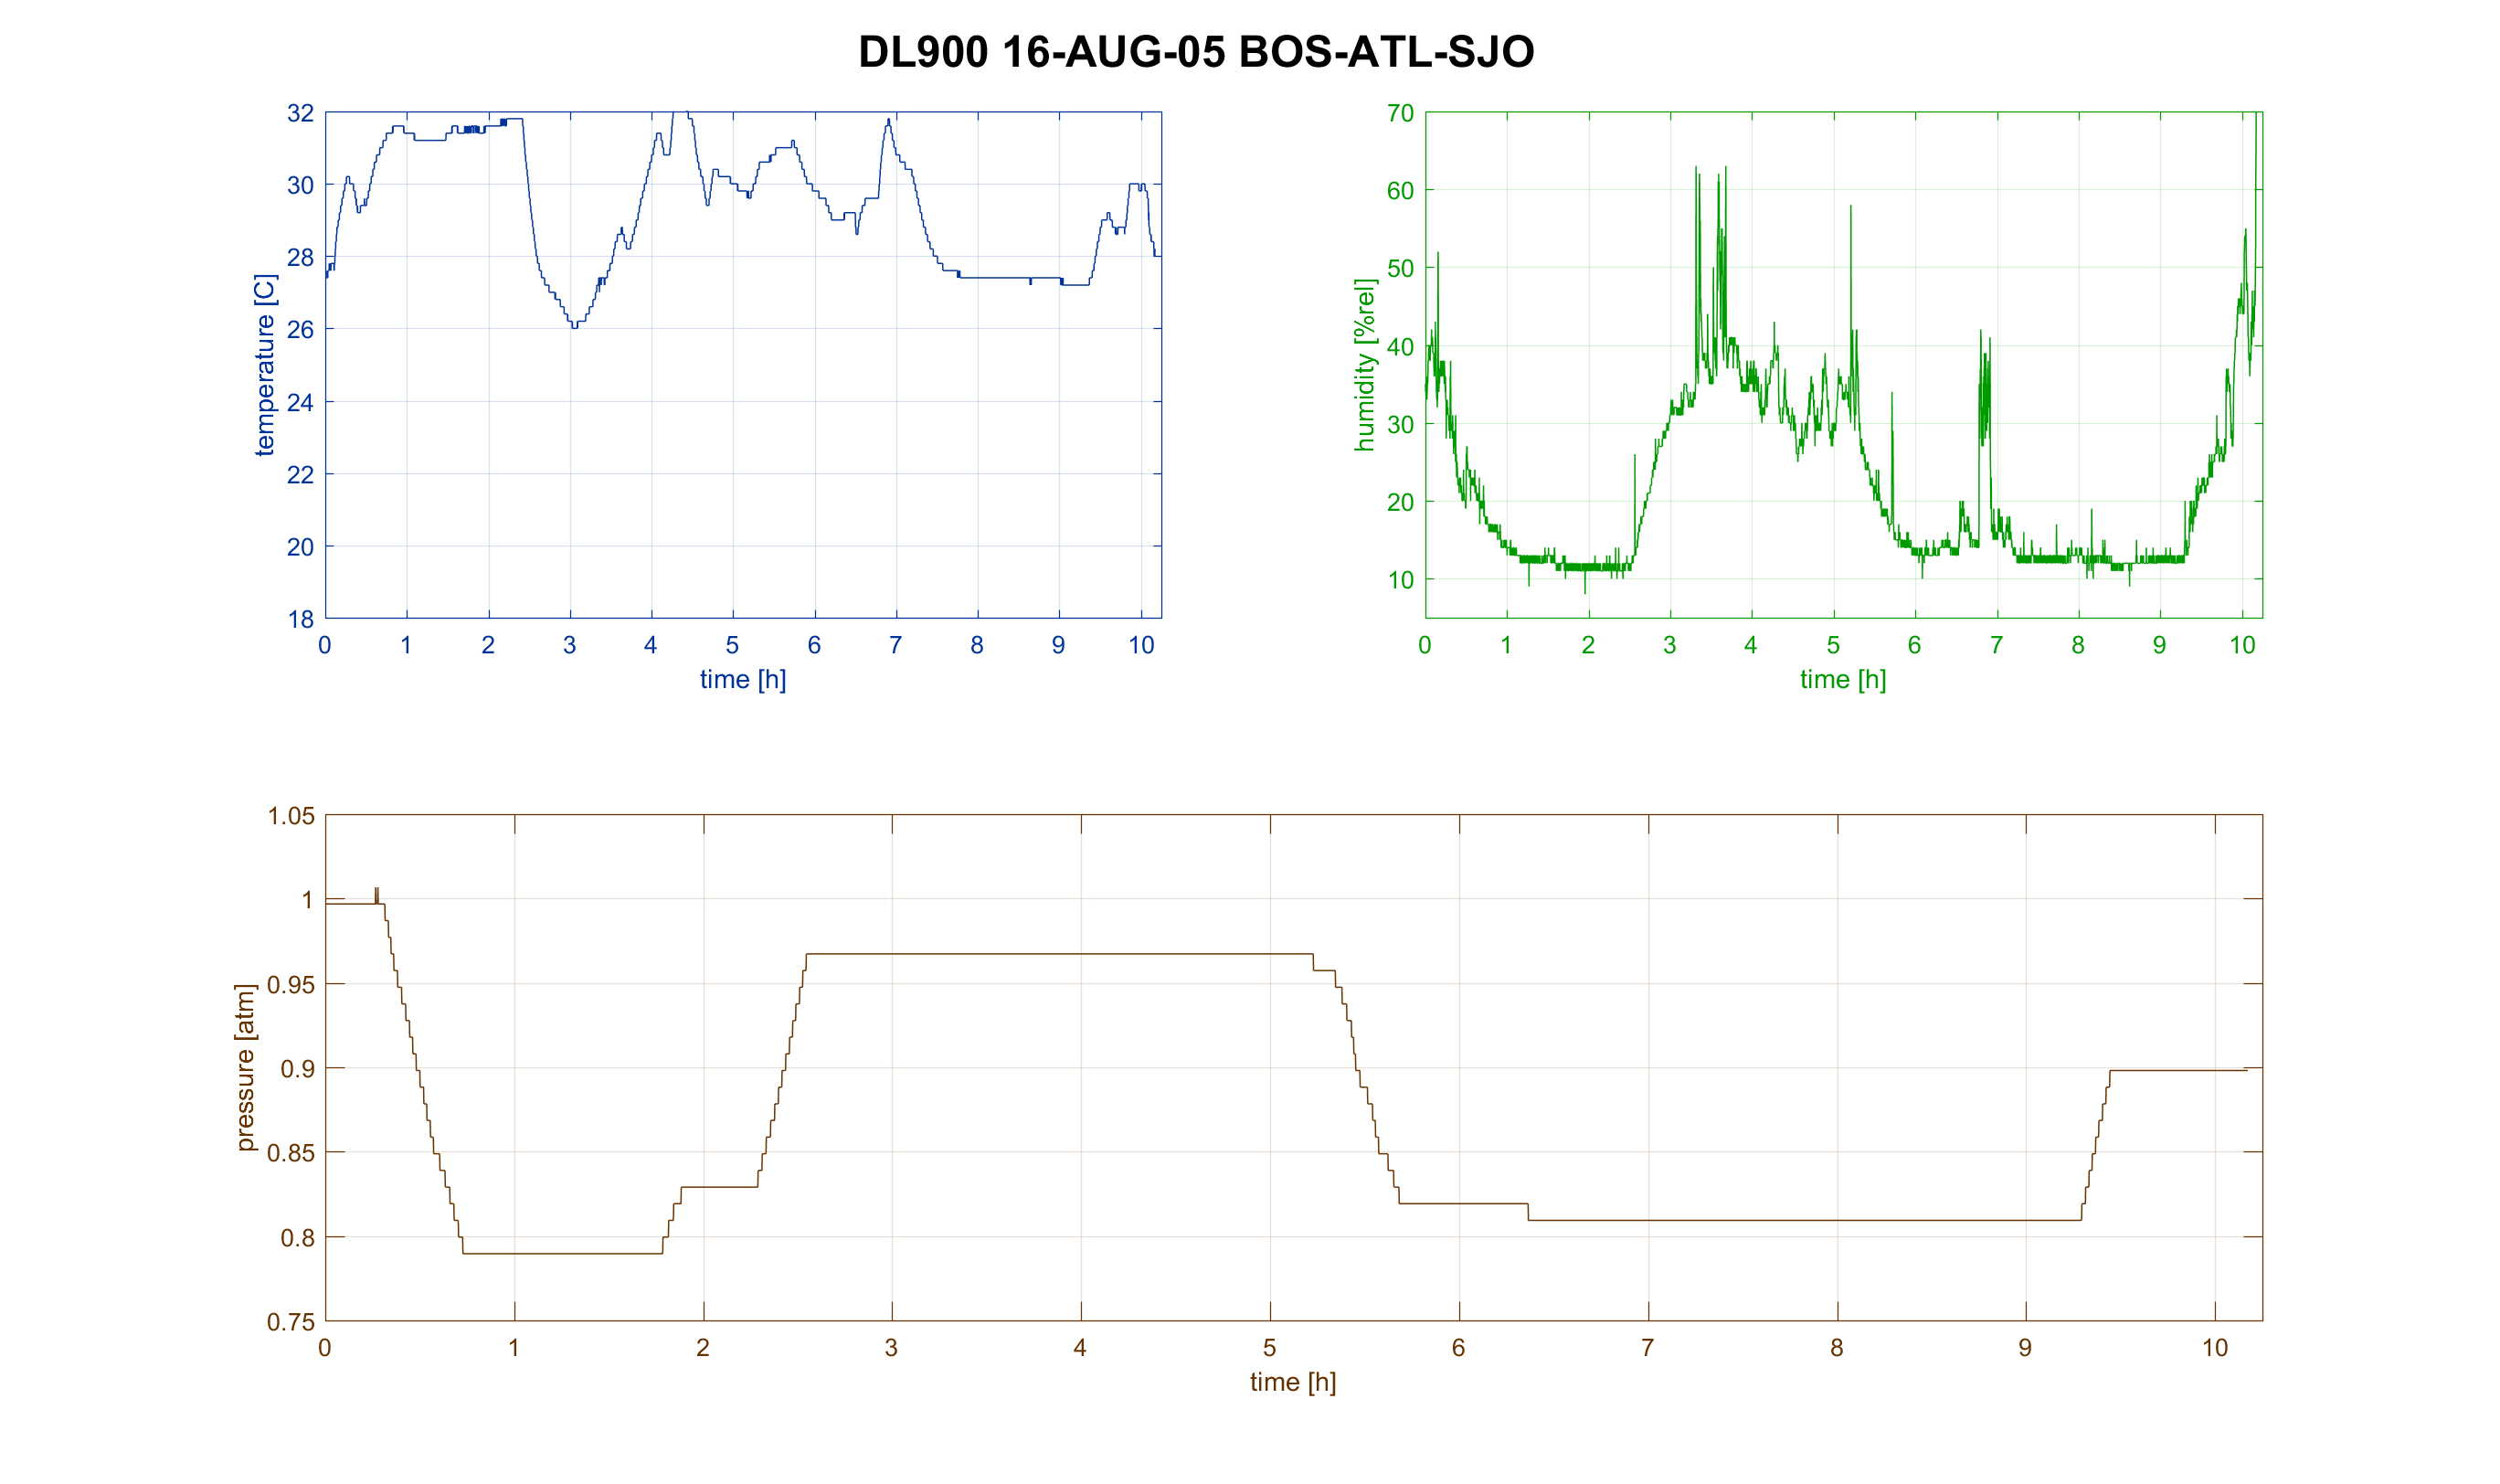 DL900 16-AUG-05 BOS-ATL-SJO
temperature [C]
32
30
28
26
24
22
20
18
0 1 2 3 4 5 6 7 8 9 10
time [h]
humidity [%rel]
70
60
50
40
30
20
10
0 1 2 3 4 5 6 7 8 9 10
time [h]
pressure [atm]
1.05
1
0.95
0.9
0.85
0.8
0.75
0 1 2 3 4 5 6 7 8 9 10
time [h]